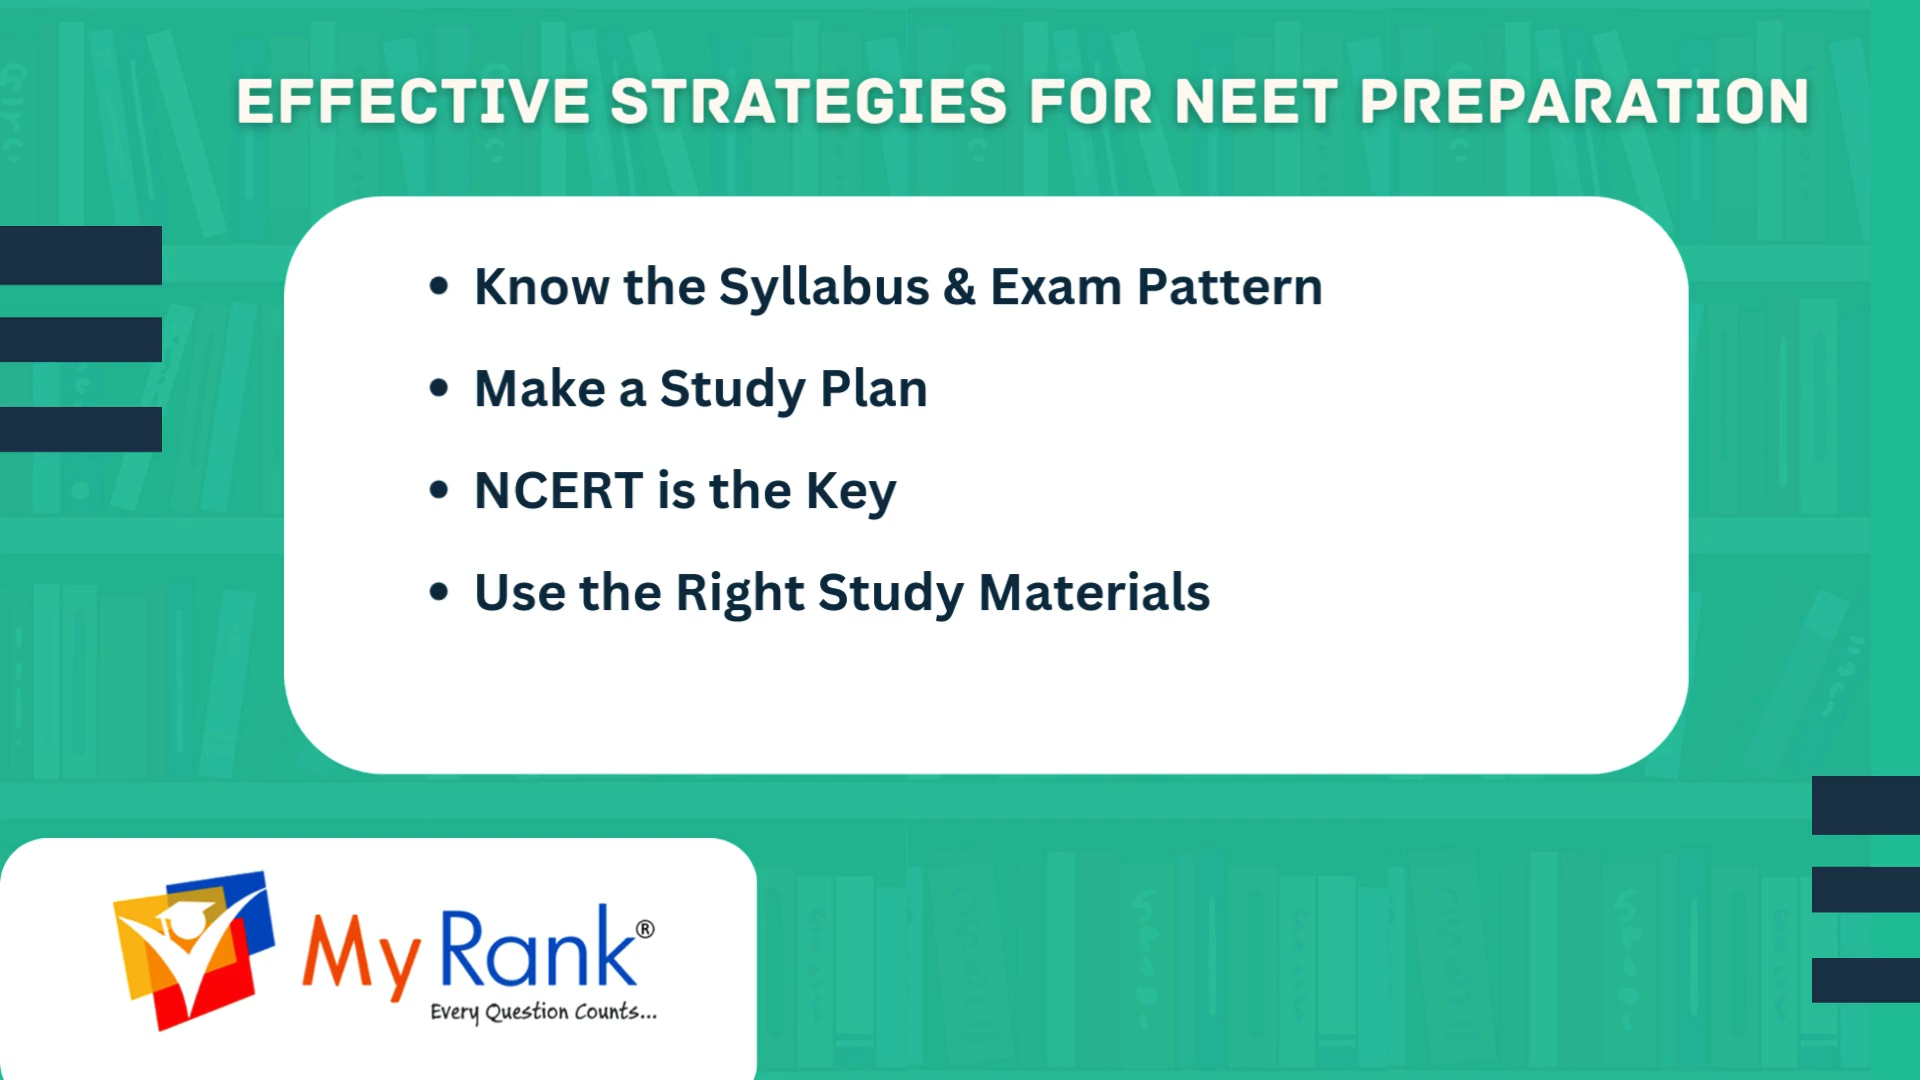 EFFECTIVE STRATEGIES FOR NEET PREPARATION
• Know the Syllabus & Exam Pattern
• Make a Study Plan
• NCERT is the Key
• Use the Right Study Materials
My Rank®
Every Question Counts...